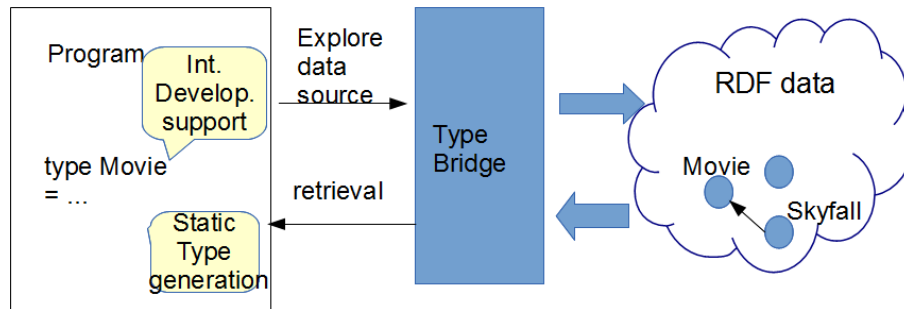 Program
Int.
Develop.
support
type Movie
= ...
Static
Type
generation
Explore
data
source
retrieval
Type
Bridge
RDF data
Movie
Skyfall